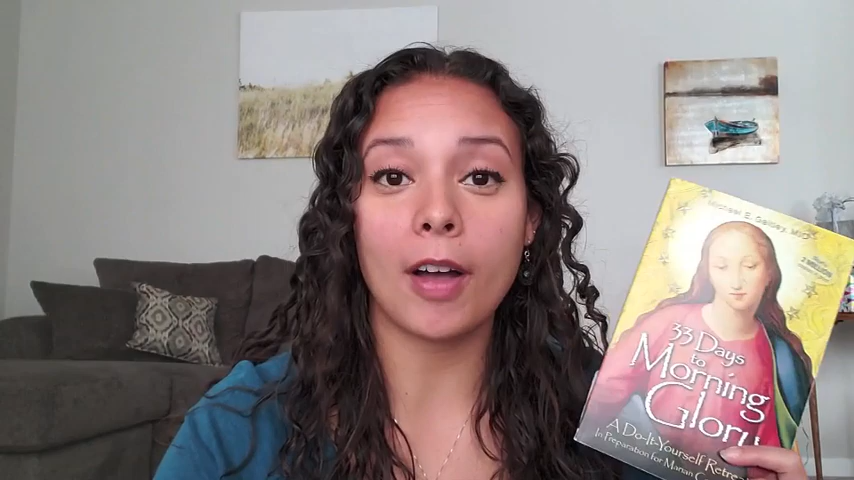 Michael E. Gaitley, MIC
33 Days
to
Morning
Glory
A Do-It-Yourself Retreat
In Preparation for Marian